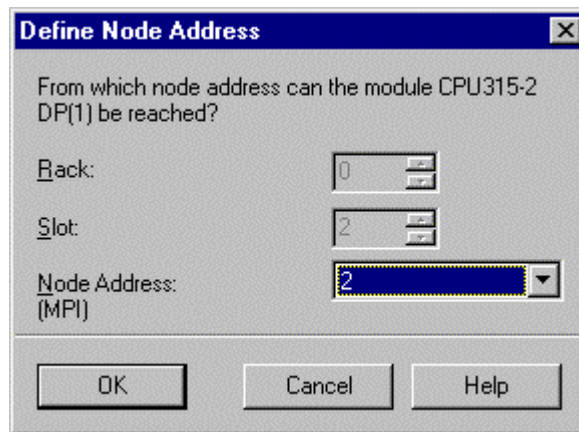 Define Node Address
From which node address can the module CPU315-2
DP(1) be reached?
Rack:
0
Slot:
2
Node Address:
2
(MPI)
OK
Cancel
Help